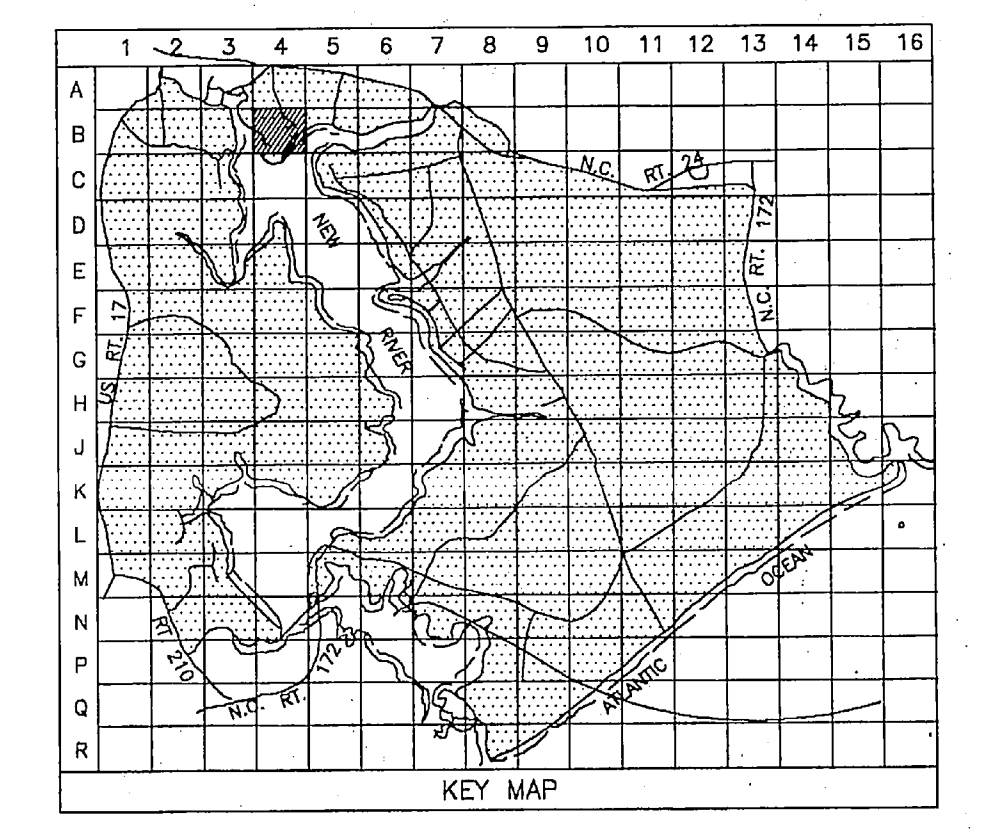 1 2 3 4 5 6 7 8 9 10 11 12 13 14 15 16
A
B
C
D
E
F
G
H
J
K
L
M
N
P
Q
R
N.C. RT. 24
N.C. RT. 172
NEW RIVER
US RT. 17
RT 210
N.C. RT. 172
ATLANTIC OCEAN
KEY MAP